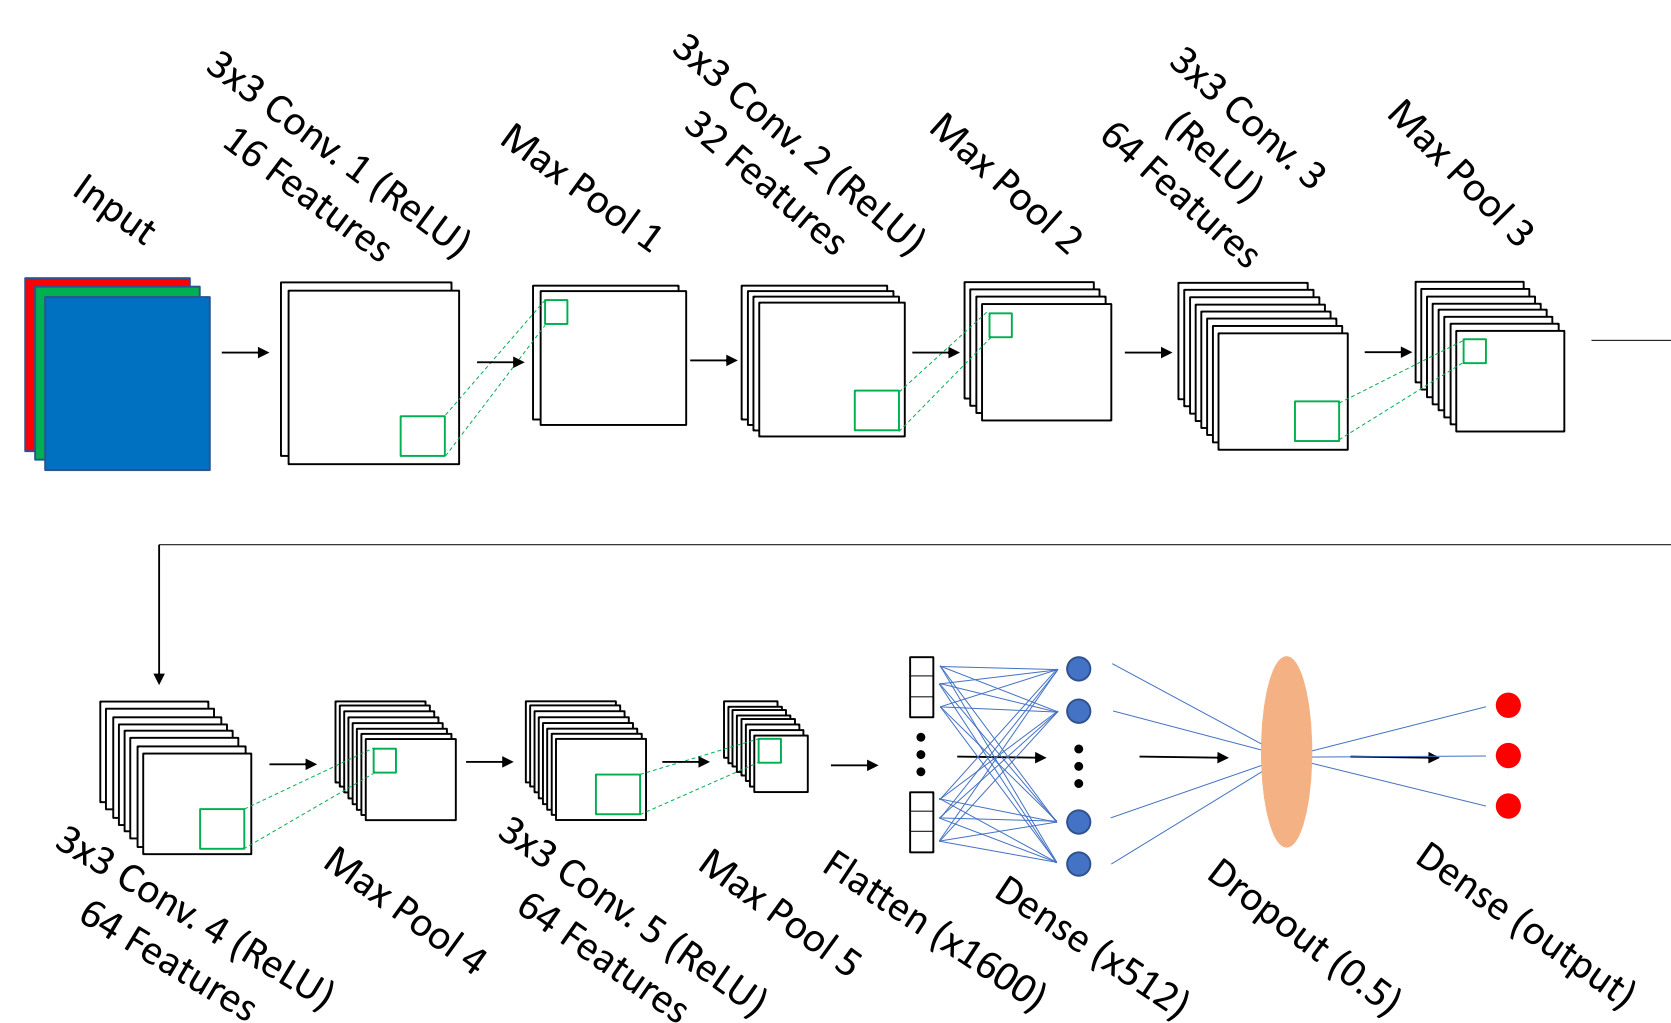 Input
3x3 Conv. 1 (ReLU)
16 Features
Max Pool 1
3x3 Conv. 2 (ReLU)
32 Features
Max Pool 2
3x3 Conv. 3
(ReLU)
64 Features
Max Pool 3
3x3 Conv. 4 (ReLU)
64 Features
Max Pool 4
3x3 Conv. 5 (ReLU)
64 Features
Max Pool 5
Flatten (x1600)
Dense (x512)
Dropout (0.5)
Dense (output)